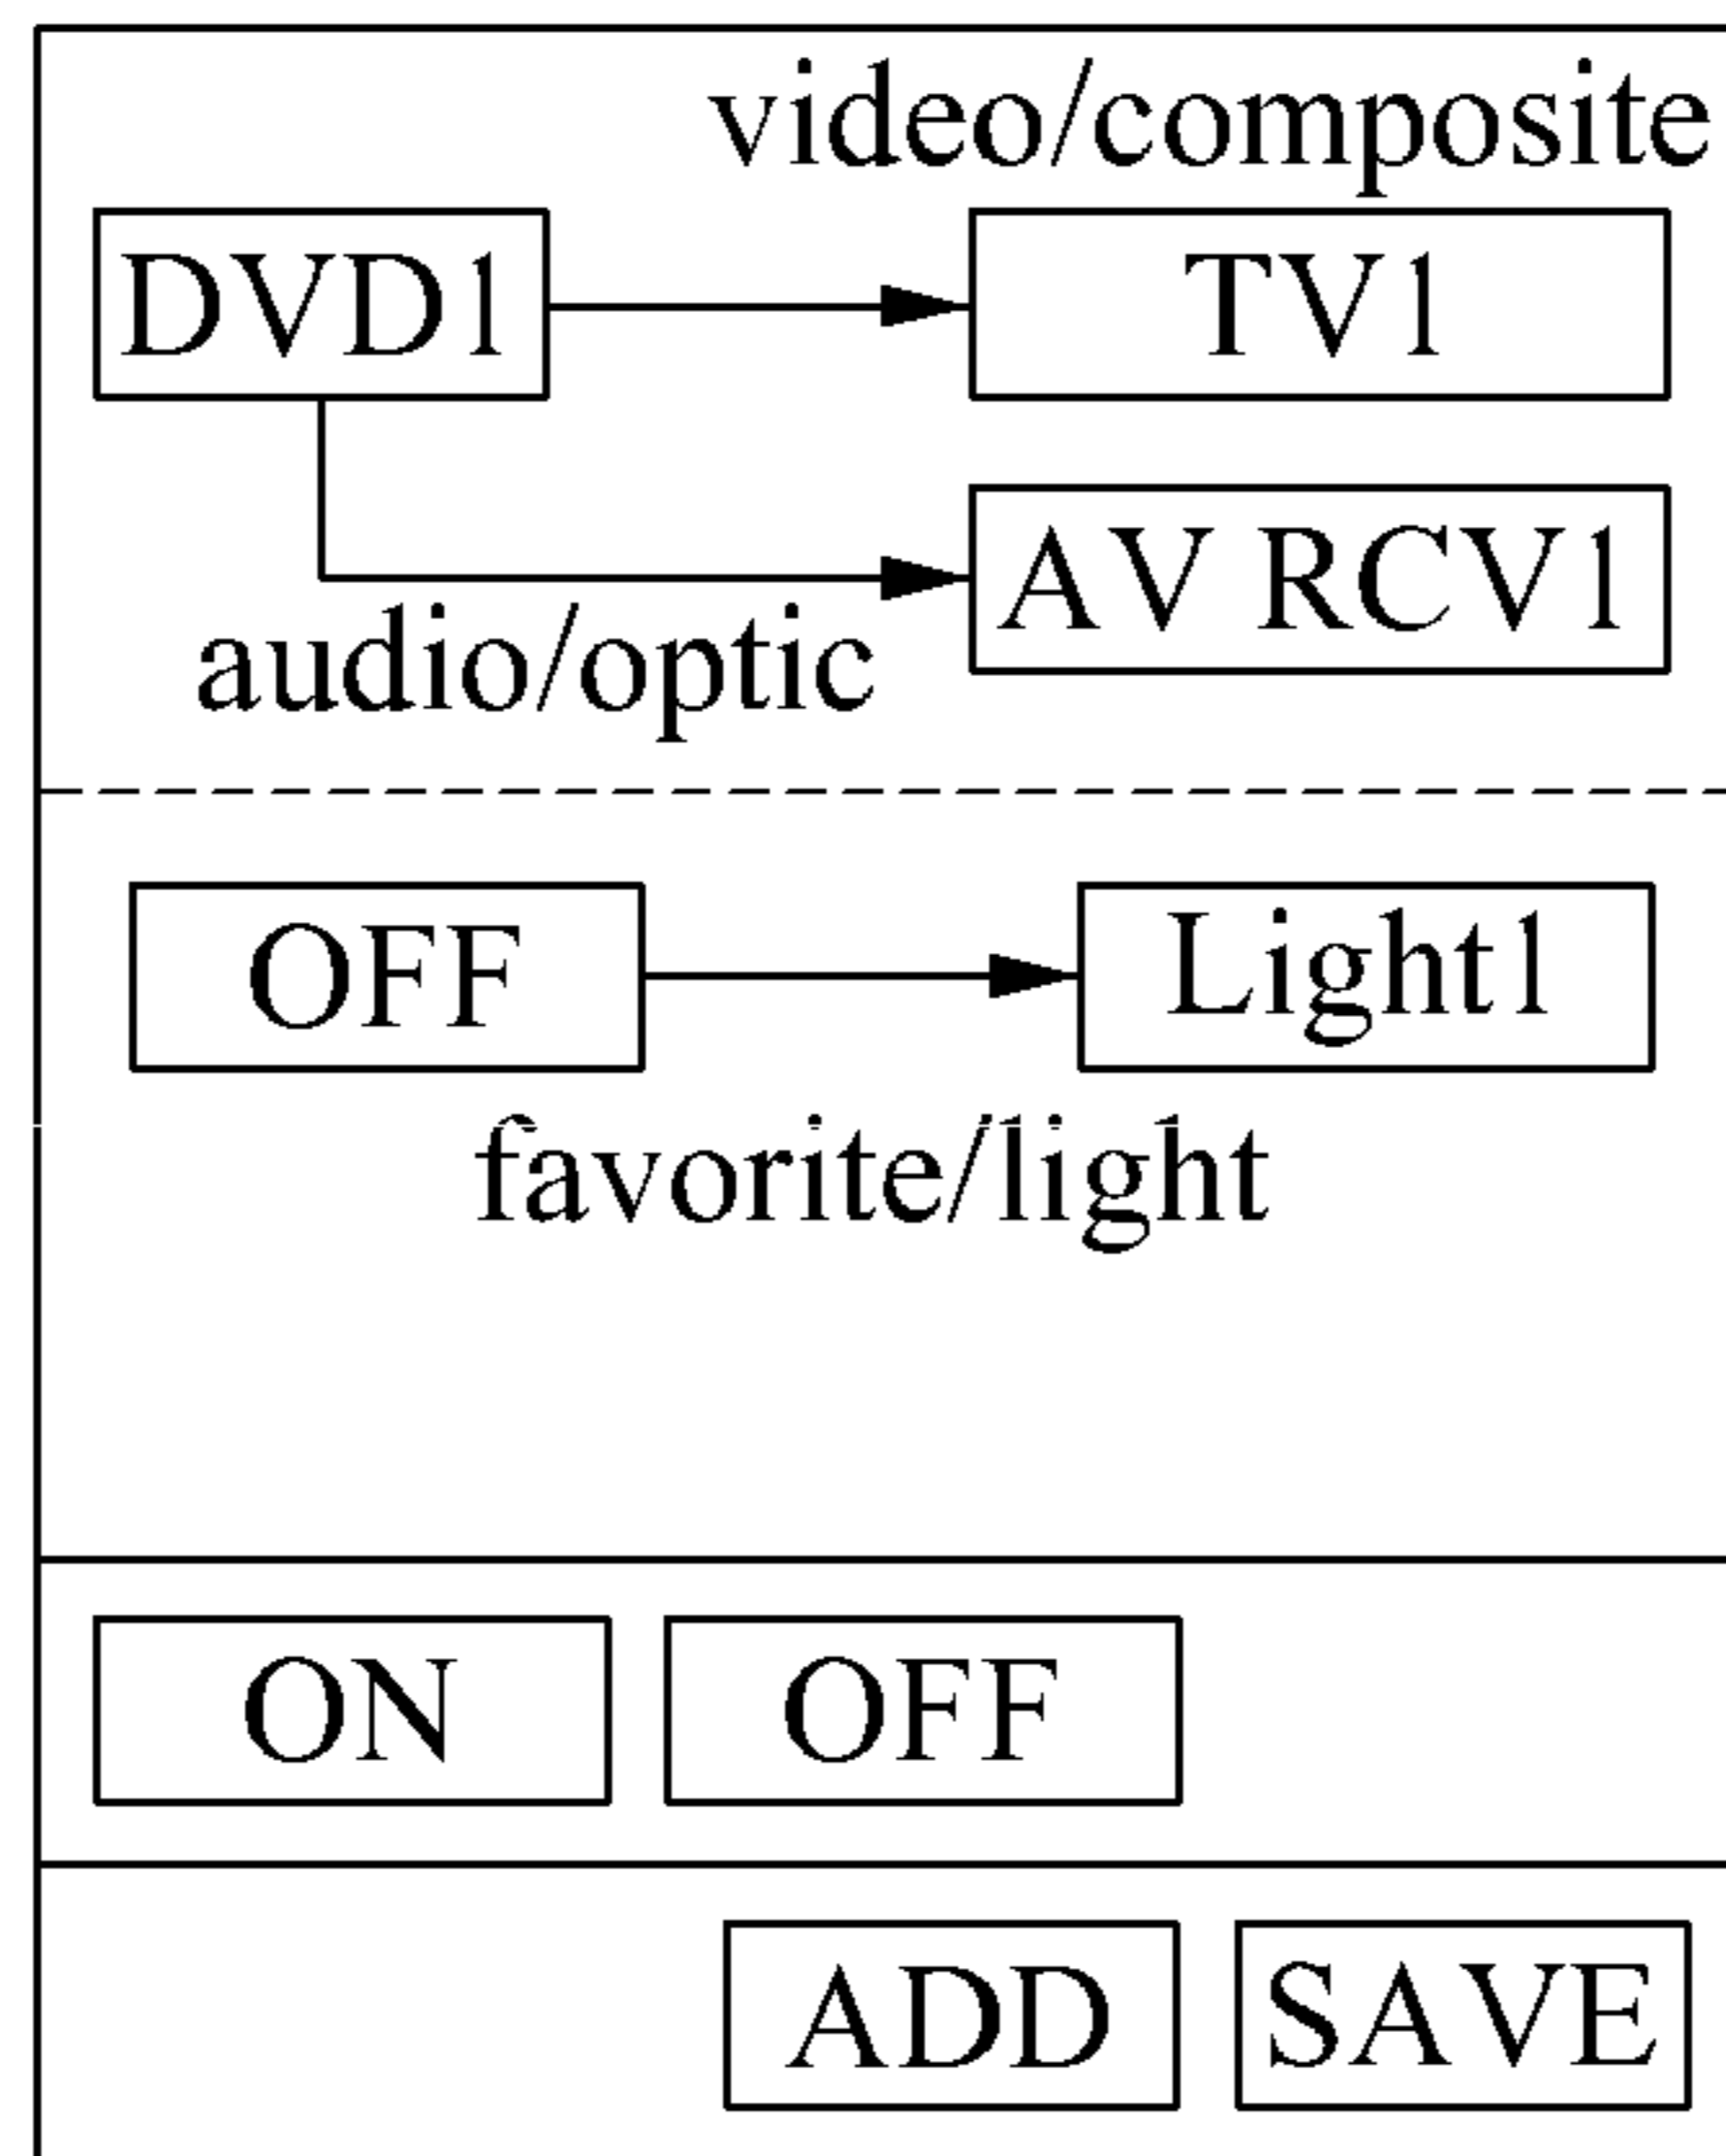 video/composite
DVD1
TV1
AV RCV1
audio/optic
OFF
Light1
favorite/light
ON
OFF
ADD
SAVE